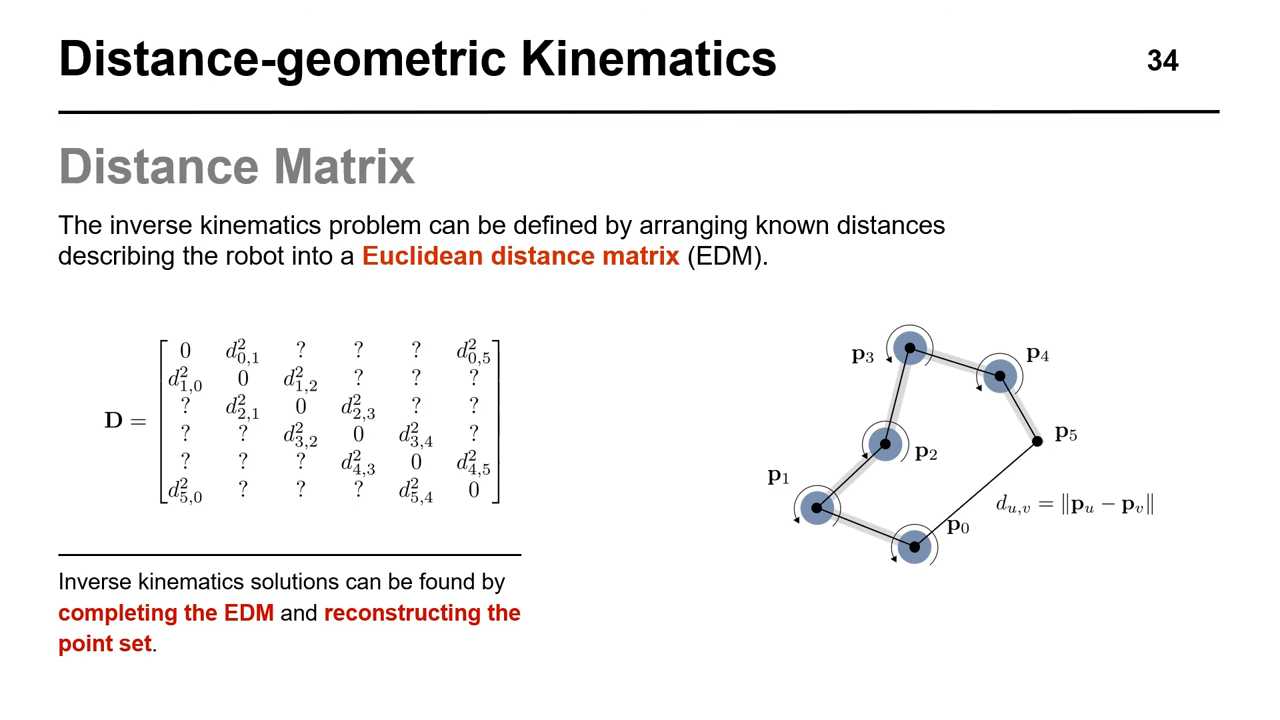 Distance-geometric Kinematics
34
Distance Matrix
The inverse kinematics problem can be defined by arranging known distances
describing the robot into a Euclidean distance matrix (EDM).
D =
0 d²₀,₁ ? ? ? d²₀,₅
d²₁,₀ 0 d²₁,₂ ? ? ?
? d²₂,₁ 0 d²₂,₃ ? ?
? ? d²₃,₂ 0 d²₃,₄ ?
? ? ? d²₄,₃ 0 d²₄,₅
d²₅,₀ ? ? ? d²₅,₄ 0
p₃
p₄
p₅
p₂
p₁
p₀
dᵤ,ᵥ = ‖pᵤ − pᵥ‖
Inverse kinematics solutions can be found by
completing the EDM and reconstructing the
point set.